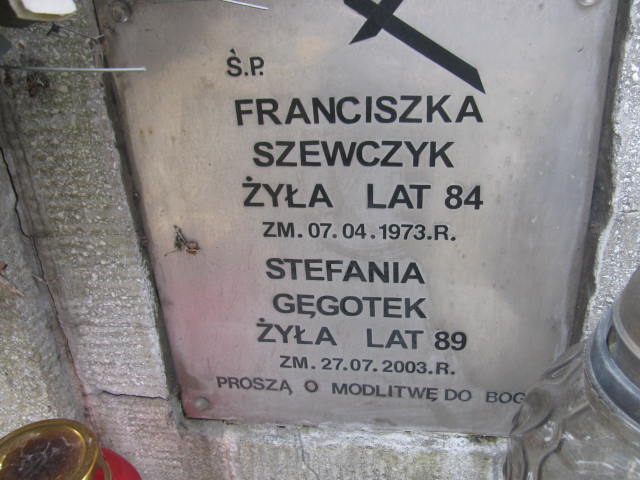 Ś.P.
FRANCISZKA
SZEWCZYK
ŻYŁA LAT 84
ZM. 07.04.1973.R.
STEFANIA
GĘGOTEK
ŻYŁA LAT 89
ZM. 27.07.2003.R.
PROSZĄ O MODLITWĘ DO BOG